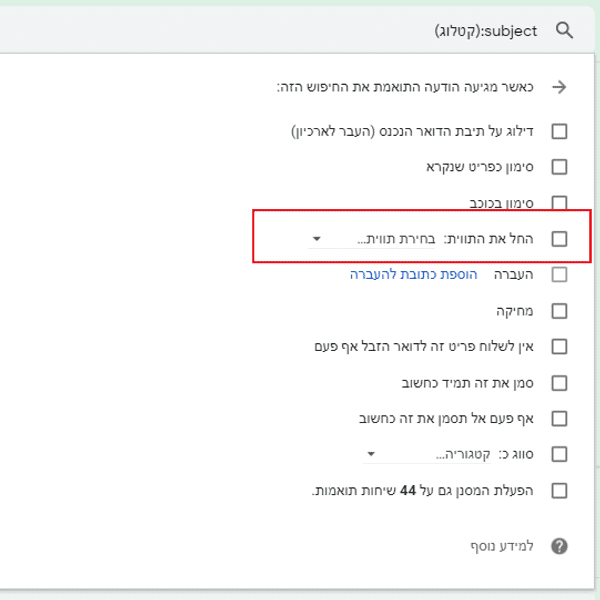 subject:(קטלוג)
כאשר מגיעה הודעה התואמת את החיפוש הזה:
דילוג על תיבת הדואר הנכנס (העבר לארכיון)
סימון כפריט שנקרא
סימון בכוכב
החל את התווית: בחירת תווית...
העברה הוספת כתובת להעברה
מחיקה
אין לשלוח פריט זה לדואר הזבל אף פעם
סמן את זה תמיד כחשוב
אף פעם אל תסמן את זה כחשוב
סווג כ: קטגוריה...
הפעלת המסנן גם על 44 שיחות תואמות.
למידע נוסף